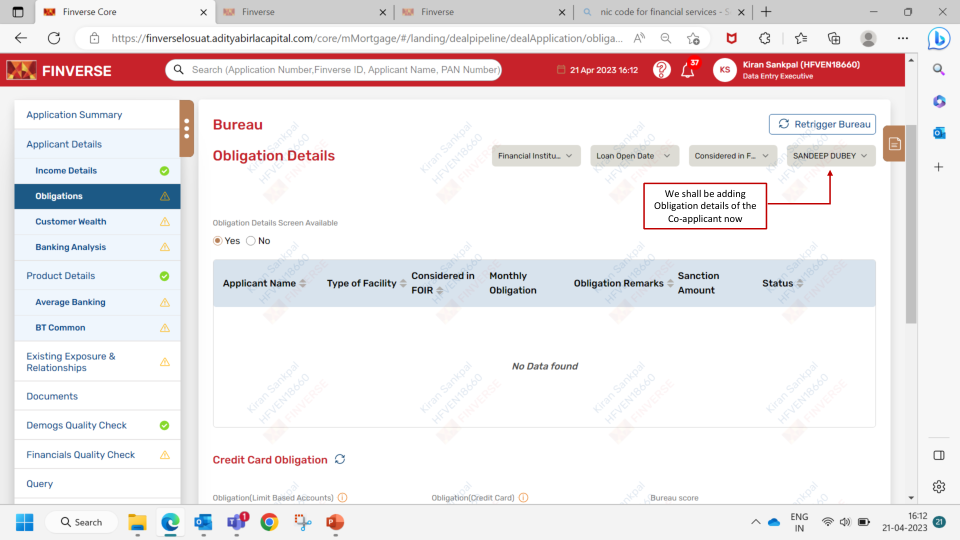 Finverse Core
Finverse
Finverse
nic code for financial services - S
https://finverselosuat.adityabirlacapital.com/core/mMortgage/#/landing/dealpipeline/dealApplication/obliga...
FINVERSE
Search (Application Number,Finverse ID, Applicant Name, PAN Number)
21 Apr 2023 16:12
37
KS
Kiran Sankpal (HFVEN18660)
Data Entry Executive
Application Summary
Applicant Details
Income Details
Obligations
Customer Wealth
Banking Analysis
Product Details
Average Banking
BT Common
Existing Exposure &
Relationships
Documents
Demogs Quality Check
Financials Quality Check
Query
Bureau
Retrigger Bureau
Obligation Details
Financial Institu...
Loan Open Date
Considered in F...
SANDEEP DUBEY
We shall be adding
Obligation details of the
Co-applicant now
Obligation Details Screen Available
Yes No
Applicant Name
Type of Facility
Considered in
FOIR
Monthly
Obligation
Obligation Remarks
Sanction
Amount
Status
No Data found
Credit Card Obligation
Obligation(Limit Based Accounts)
Obligation(Credit Card)
Bureau score
Kiran Sankpal
HFVEN18660
FINVERSE
Search
1
ENG
IN
16:12
21-04-2023
21